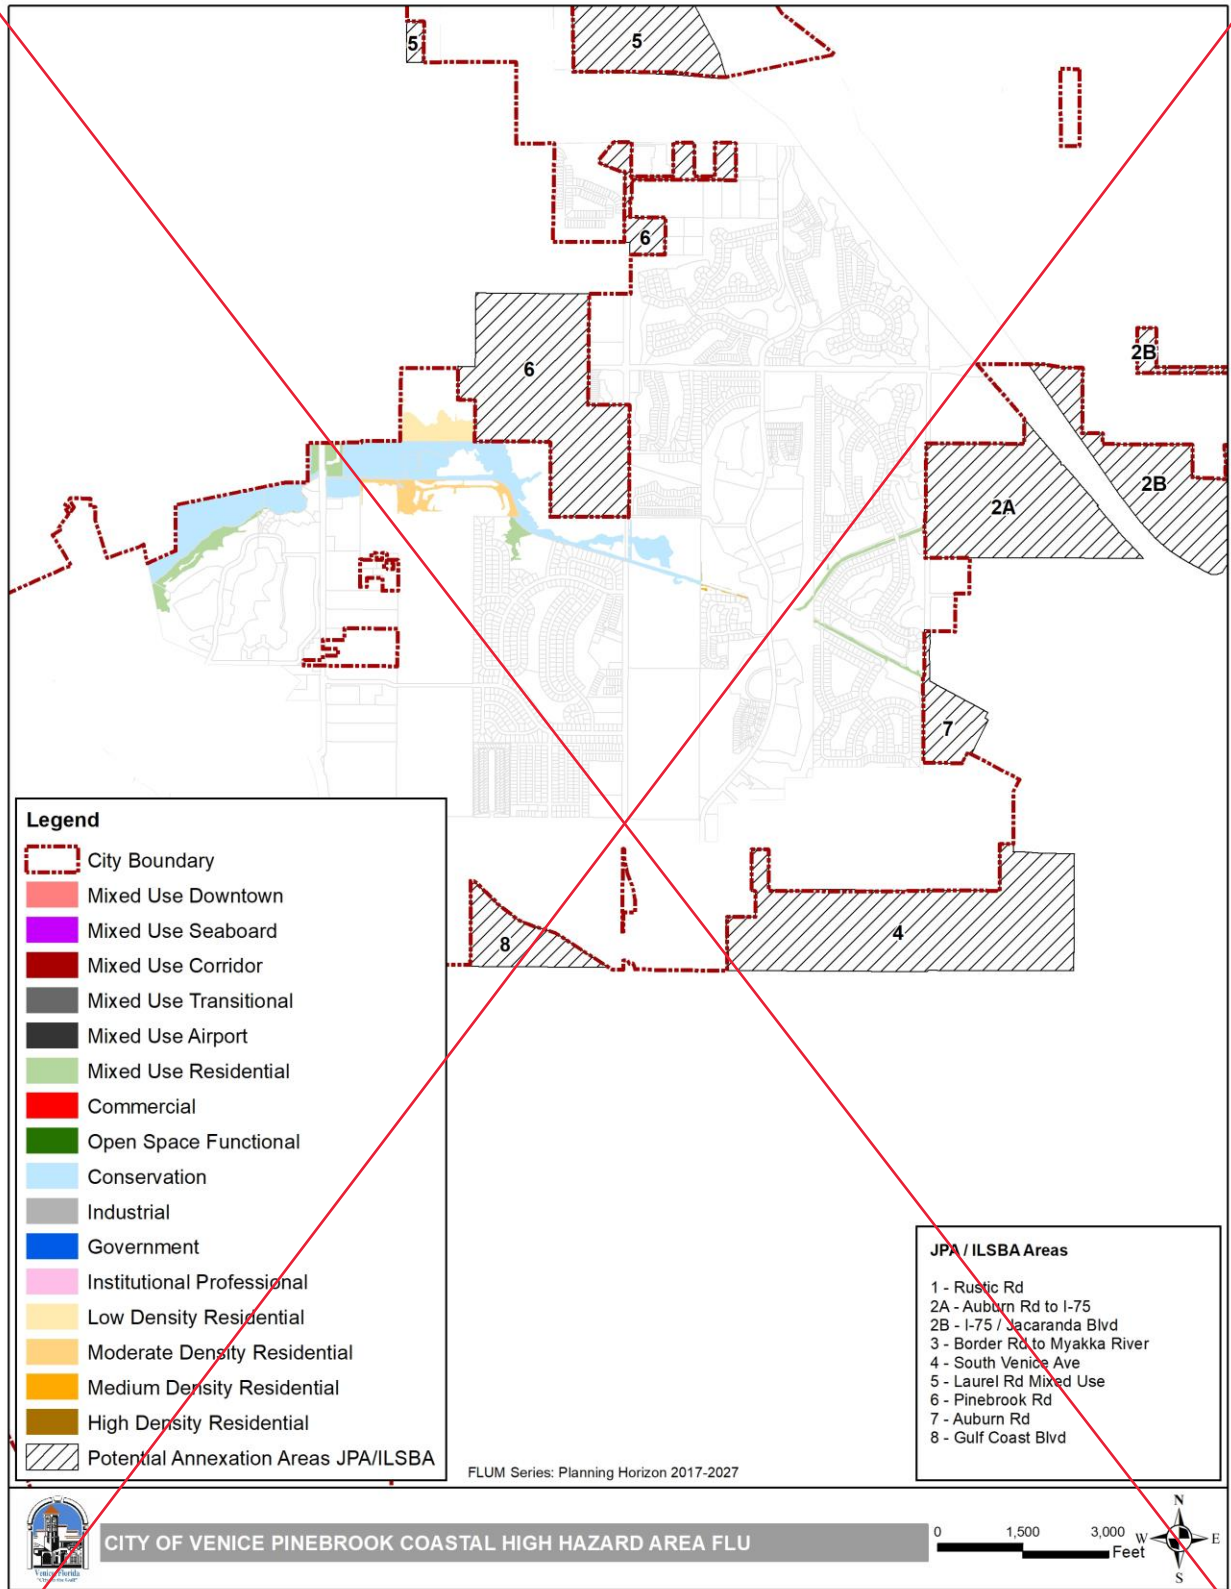 5
5
6
2B
6
2A
2B
7
Legend
City Boundary
Mixed Use Downtown
Mixed Use Seaboard
Mixed Use Corridor
Mixed Use Transitional
Mixed Use Airport
Mixed Use Residential
Commercial
Open Space Functional
Conservation
Industrial
Government
Institutional Professional
Low Density Residential
Moderate Density Residential
Medium Density Residential
High Density Residential
Potential Annexation Areas JPA/ILSBA
8
4
JPA / ILSBA Areas
1 - Rustic Rd
2A - Auburn Rd to I-75
2B - I-75 / Jacaranda Blvd
3 - Border Rd to Myakka River
4 - South Venice Ave
5 - Laurel Rd Mixed Use
6 - Pinebrook Rd
7 - Auburn Rd
8 - Gulf Coast Blvd
FLUM Series: Planning Horizon 2017-2027
Venice, Florida
CITY OF VENICE PINEBROOK COASTAL HIGH HAZARD AREA FLU
0 1,500 3,000
Feet
N
W E
S